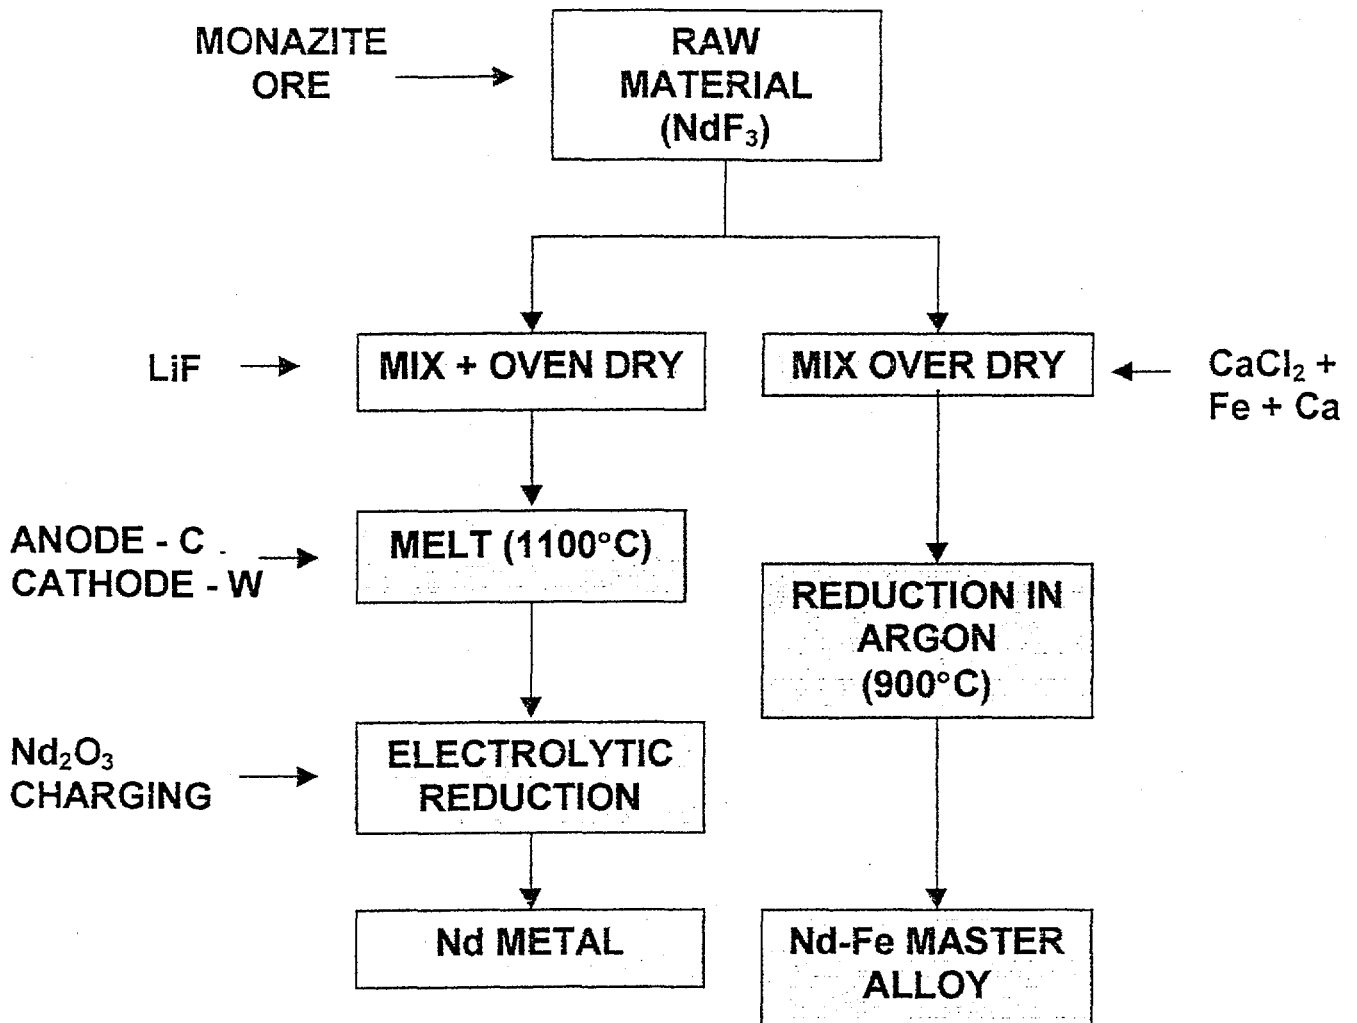 MONAZITE
ORE
RAW
MATERIAL
(NdF₃)
LiF
MIX + OVEN DRY
MIX OVER DRY
CaCl₂ +
Fe + Ca
ANODE - C
CATHODE - W
MELT (1100°C)
REDUCTION IN
ARGON
(900°C)
Nd₂O₃
CHARGING
ELECTROLYTIC
REDUCTION
Nd METAL
Nd-Fe MASTER
ALLOY